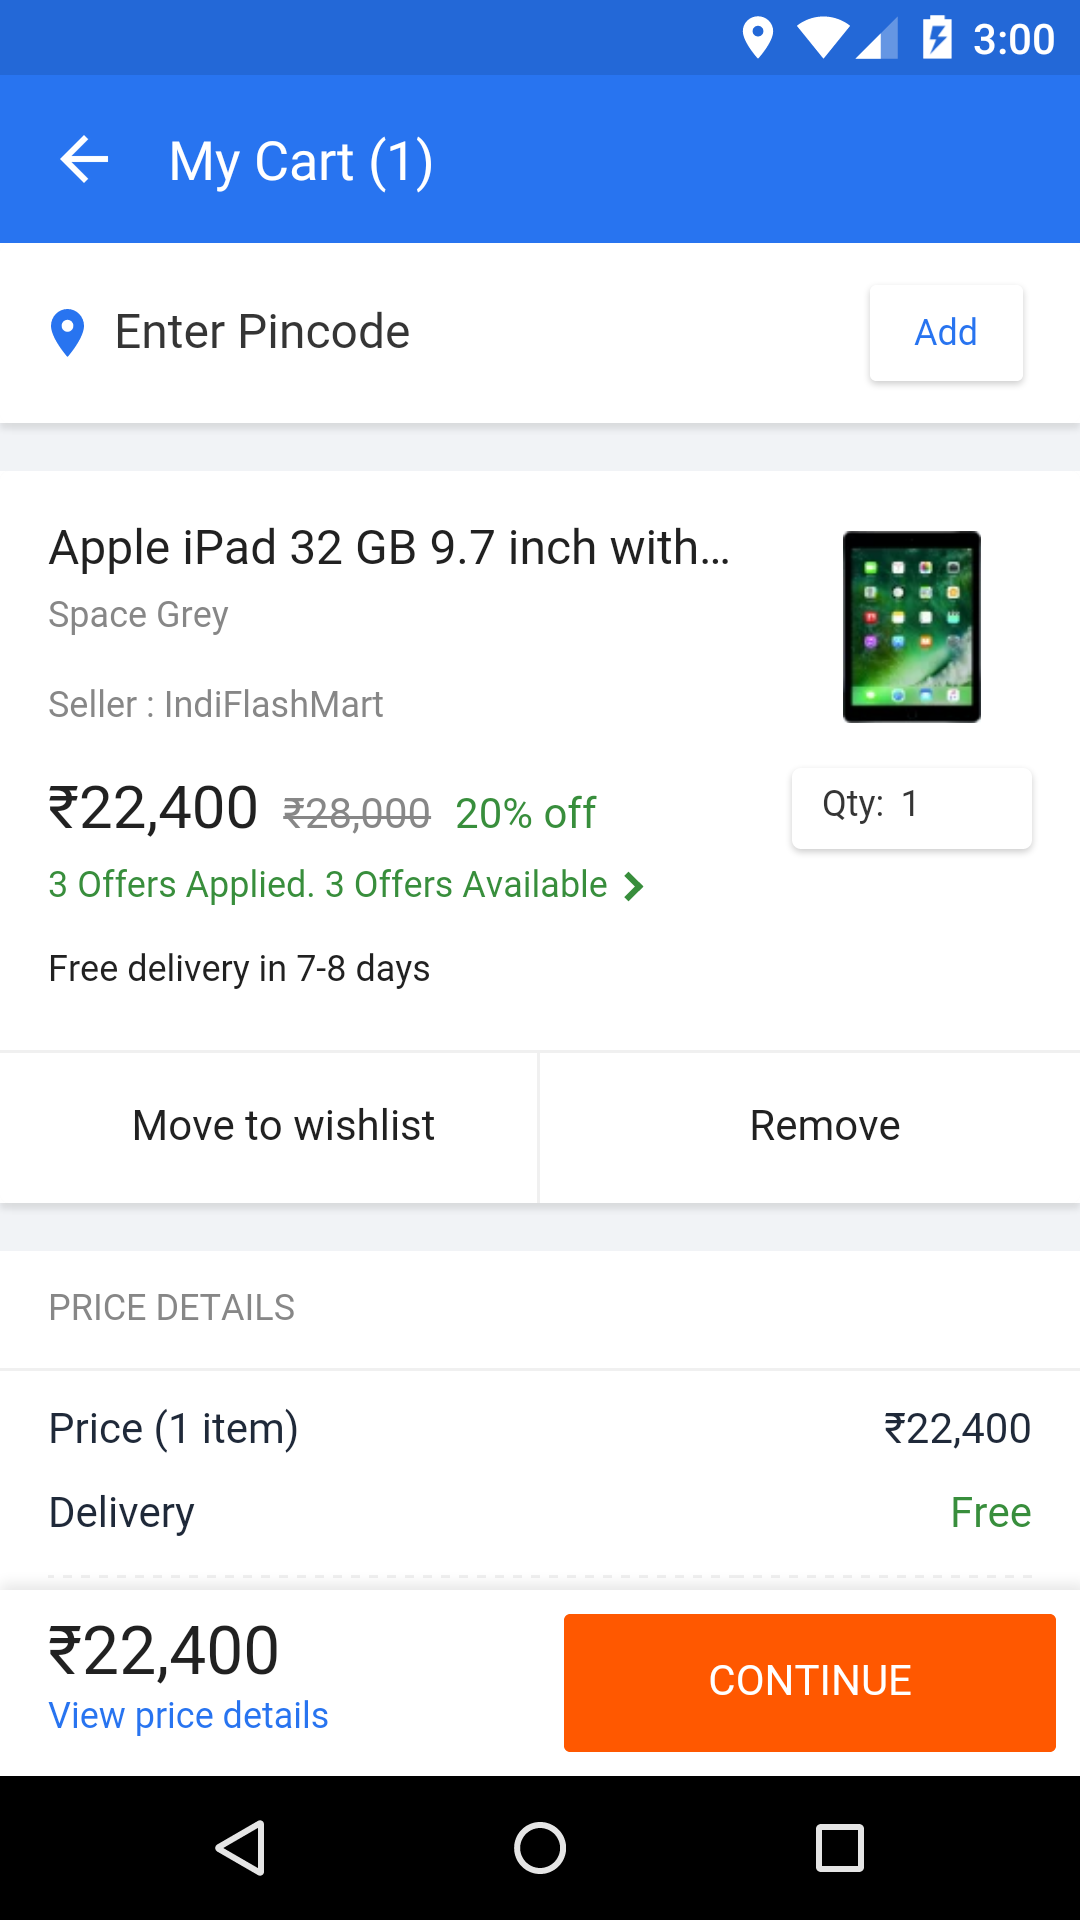 3:00
My Cart (1)
Enter Pincode
Add
Apple iPad 32 GB 9.7 inch with...
Space Grey
Seller : IndiFlashMart
₹22,400 ₹28,000 20% off
Qty: 1
3 Offers Applied. 3 Offers Available
Free delivery in 7-8 days
Move to wishlist
Remove
PRICE DETAILS
Price (1 item) ₹22,400
Delivery Free
₹22,400
View price details
CONTINUE